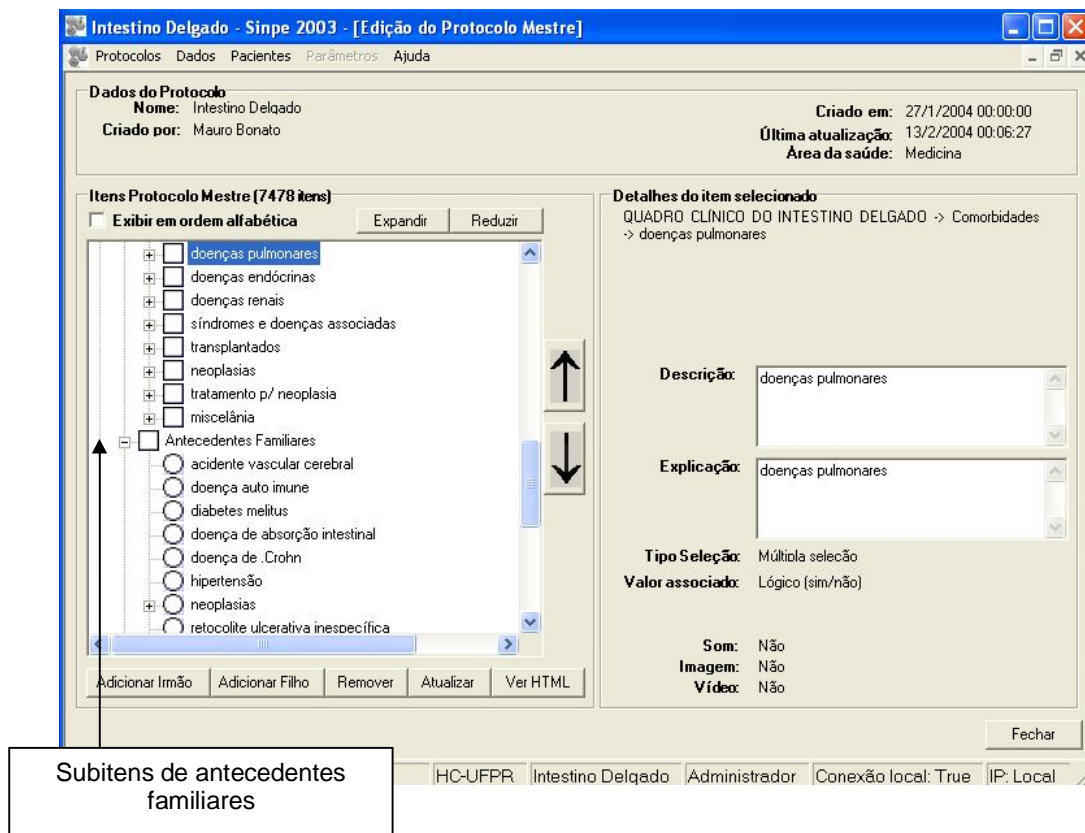 Intestino Delgado - Sinpe 2003 - [Edição do Protocolo Mestre]
Protocolos Dados Pacientes Parâmetros Ajuda
Dados do Protocolo
Nome: Intestino Delgado
Criado por: Mauro Bonato
Criado em: 27/1/2004 00:00:00
Última atualização: 13/2/2004 00:06:27
Área da saúde: Medicina
Itens Protocolo Mestre (7478 itens)
Exibir em ordem alfabética
Expandir
Reduzir
doenças pulmonares
doenças endócrinas
doenças renais
síndromes e doenças associadas
transplantados
neoplasias
tratamento p/ neoplasia
miscelânia
Antecedentes Familiares
acidente vascular cerebral
doença auto imune
diabetes melitus
doença de absorção intestinal
doença de .Crohn
hipertensão
neoplasias
retocolite ulcerativa inespecífica
Adicionar Irmão
Adicionar Filho
Remover
Atualizar
Ver HTML
Detalhes do item selecionado
QUADRO CLÍNICO DO INTESTINO DELGADO -> Comorbidades
-> doenças pulmonares
Descrição: doenças pulmonares
Explicação: doenças pulmonares
Tipo Seleção: Múltipla seleção
Valor associado: Lógico (sim/não)
Som: Não
Imagem: Não
Vídeo: Não
Fechar
HC-UFPR Intestino Delgado Administrador Conexão local: True IP: Local
Subitens de antecedentes
familiares